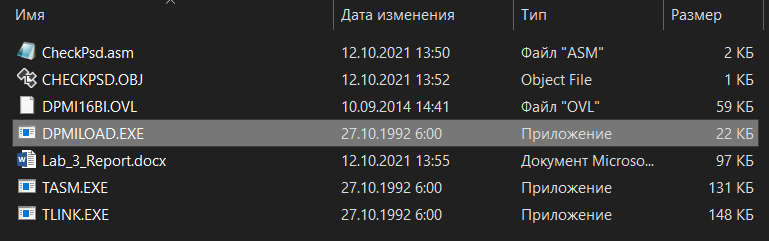 Имя Дата изменения Тип Размер
CheckPsd.asm 12.10.2021 13:50 Файл "ASM" 2 КБ
CHECKPSD.OBJ 12.10.2021 13:52 Object File 1 КБ
DPMI16BI.OVL 10.09.2014 14:41 Файл "OVL" 59 КБ
DPMILOAD.EXE 27.10.1992 6:00 Приложение 22 КБ
Lab_3_Report.docx 12.10.2021 13:55 Документ Microso... 97 КБ
TASM.EXE 27.10.1992 6:00 Приложение 131 КБ
TLINK.EXE 27.10.1992 6:00 Приложение 148 КБ